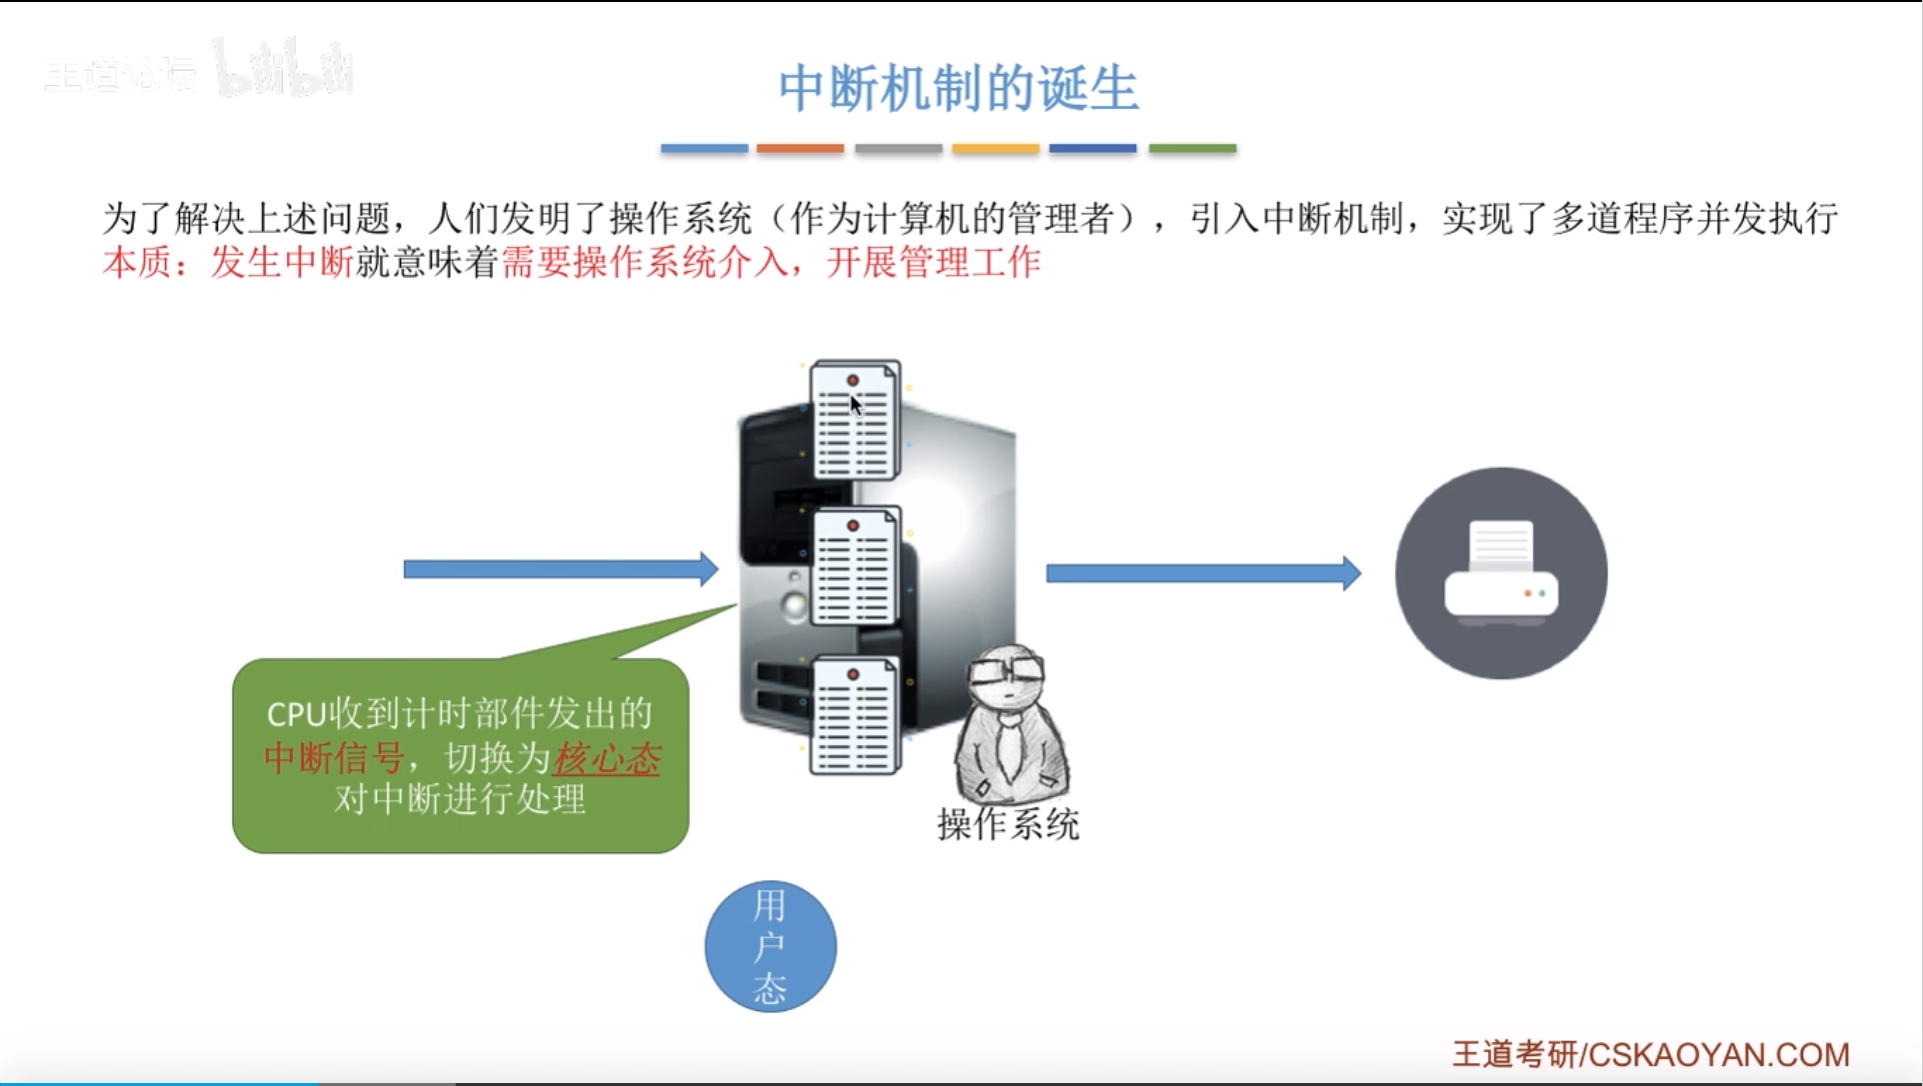 王道论坛 bilibili
中断机制的诞生
为了解决上述问题，人们发明了操作系统（作为计算机的管理者），引入中断机制，实现了多道程序并发执行
本质：发生中断就意味着需要操作系统介入，开展管理工作
CPU收到计时部件发出的
中断信号，切换为核心态
对中断进行处理
操作系统
用
户
态
王道考研/CSKAOYAN.COM